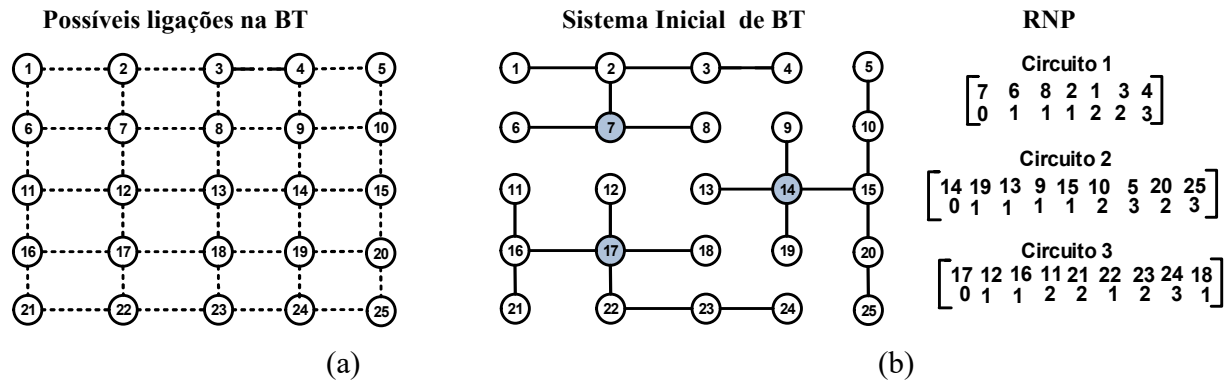 Possíveis ligações na BT
1 2 3 4 5
6 7 8 9 10
11 12 13 14 15
16 17 18 19 20
21 22 23 24 25
(a)
Sistema Inicial de BT
1 2 3 4 5
6 7 8 9 10
11 12 13 14 15
16 17 18 19 20
21 22 23 24 25
RNP
Circuito 1
7 6 8 2 1 3 4
0 1 1 1 2 2 3
Circuito 2
14 19 13 9 15 10 5 20 25
0 1 1 1 1 2 3 2 3
Circuito 3
17 12 16 11 21 22 23 24 18
0 1 1 2 2 1 2 3 1
(b)